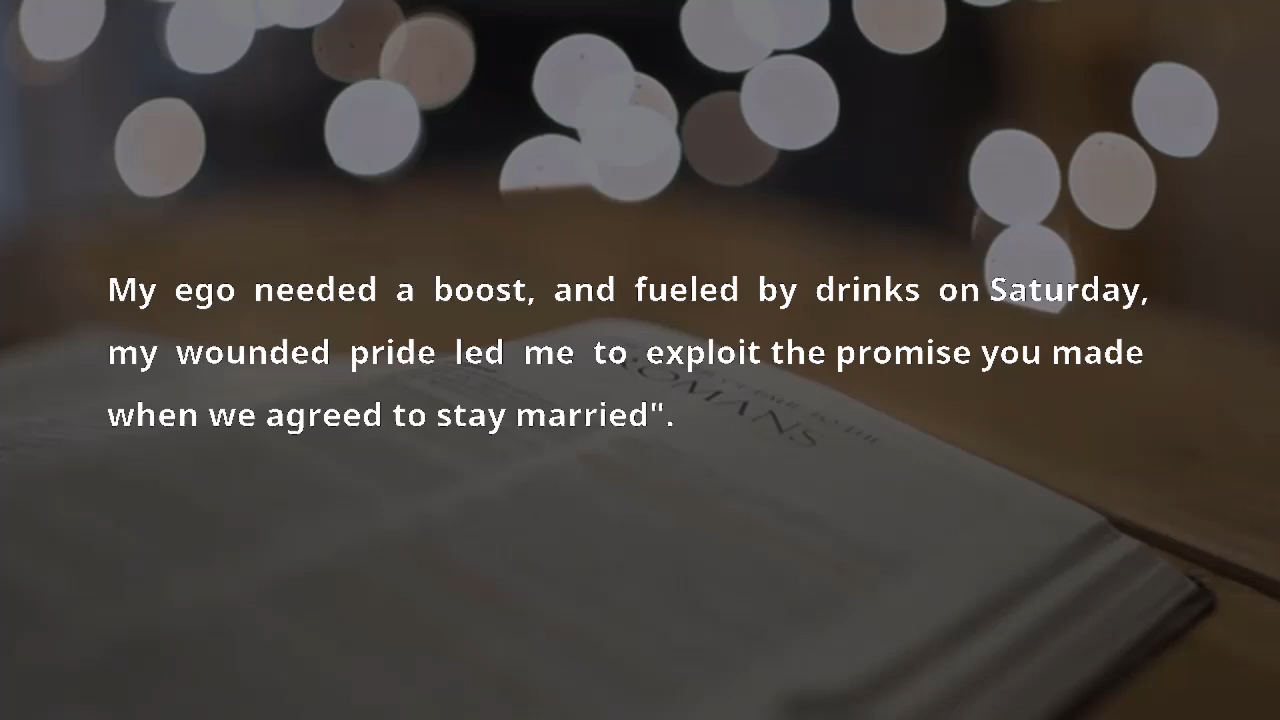 My ego needed a boost, and fueled by drinks on Saturday,
my wounded pride led me to exploit the promise you made
when we agreed to stay married".
ROMANS